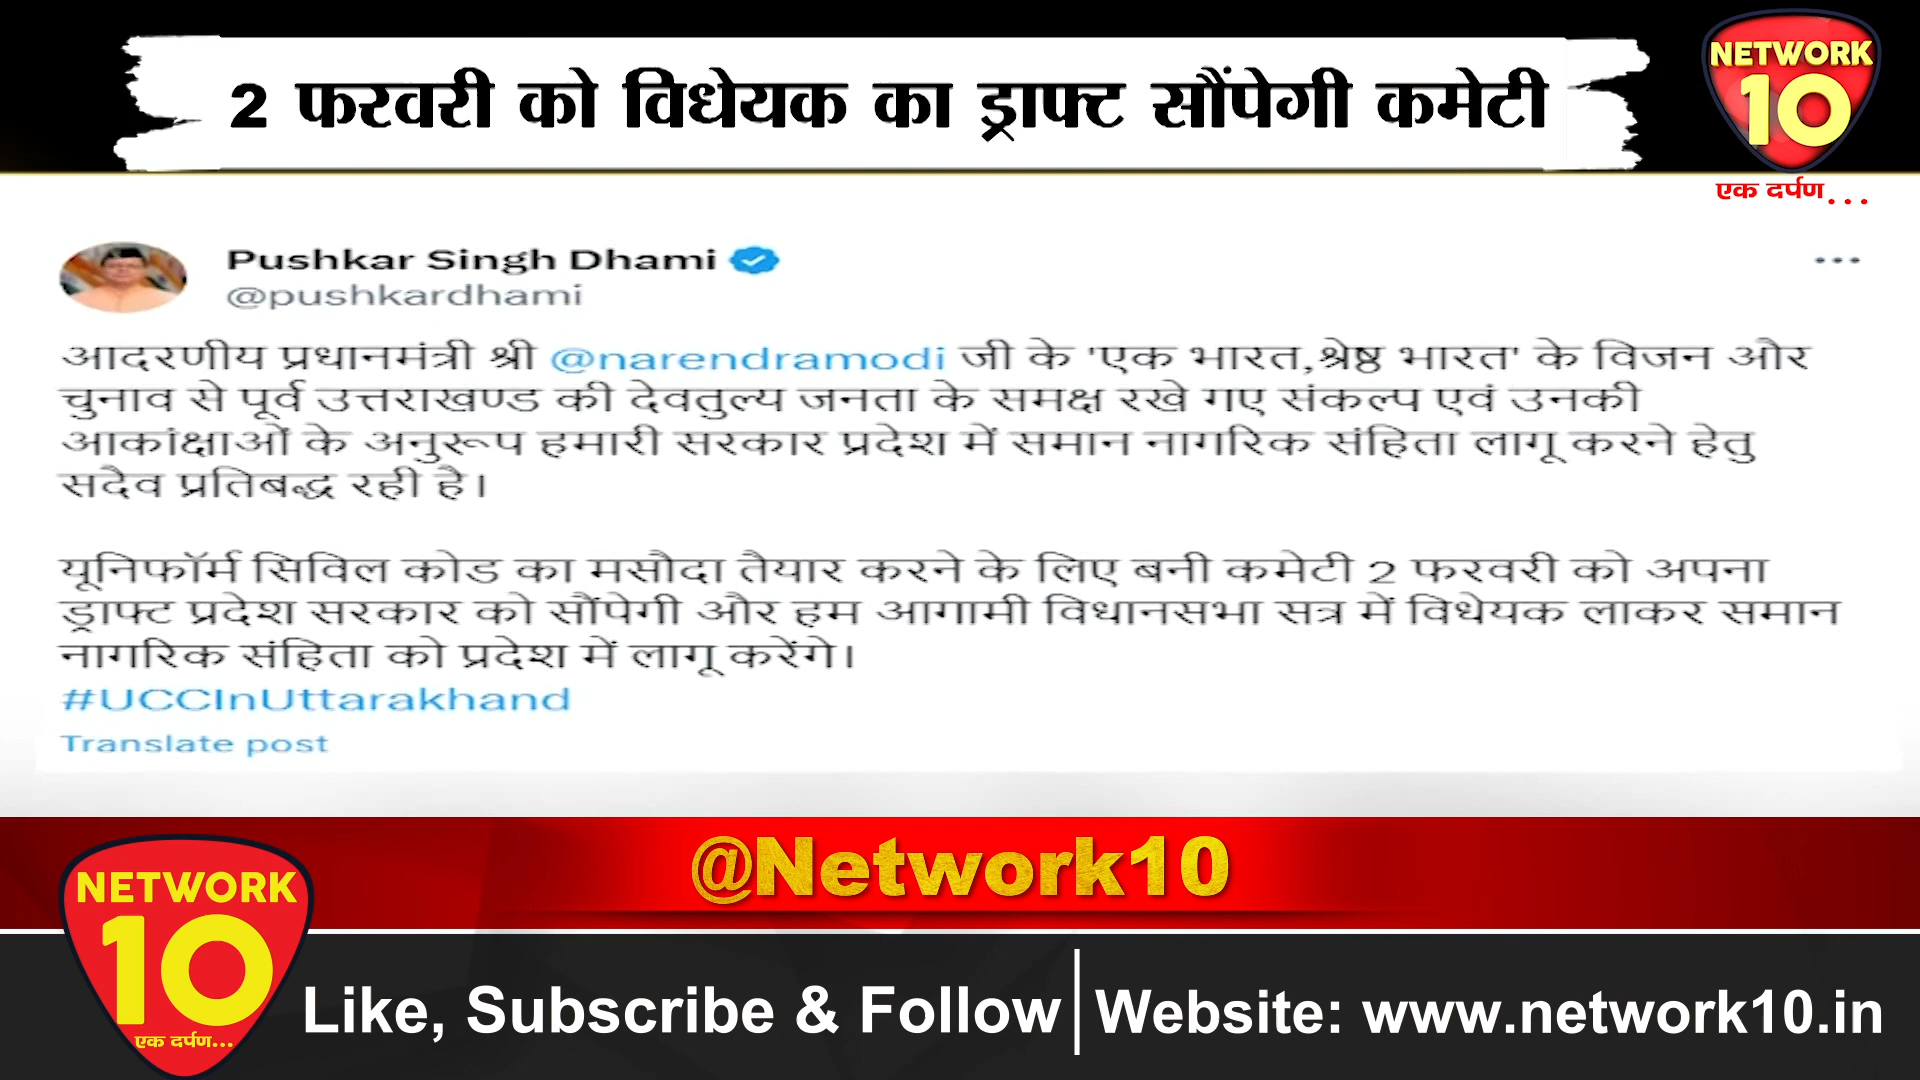 2 फरवरी को विधेयक का ड्राफ्ट सौंपेगी कमेटी
NETWORK
10
एक दर्पण...
Pushkar Singh Dhami
@pushkardhami
आदरणीय प्रधानमंत्री श्री @narendramodi जी के 'एक भारत,श्रेष्ठ भारत' के विजन और
चुनाव से पूर्व उत्तराखण्ड की देवतुल्य जनता के समक्ष रखे गए संकल्प एवं उनकी
आकांक्षाओं के अनुरूप हमारी सरकार प्रदेश में समान नागरिक संहिता लागू करने हेतु
सदैव प्रतिबद्ध रही है।
यूनिफॉर्म सिविल कोड का मसौदा तैयार करने के लिए बनी कमेटी 2 फरवरी को अपना
ड्राफ्ट प्रदेश सरकार को सौंपेगी और हम आगामी विधानसभा सत्र में विधेयक लाकर समान
नागरिक संहिता को प्रदेश में लागू करेंगे।
#UCCInUttarakhand
Translate post
@Network10
NETWORK
10
एक दर्पण...
Like, Subscribe & Follow
Website: www.network10.in